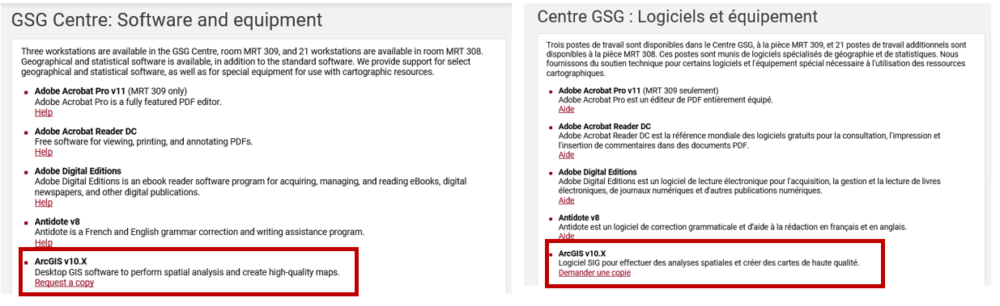 GSG Centre: Software and equipment
Three workstations are available in the GSG Centre, room MRT 309, and 21 workstations are available in room MRT 308.
Geographical and statistical software is available, in addition to the standard software. We provide support for select
geographical and statistical software, as well as for special equipment for use with cartographic resources.
Adobe Acrobat Pro v11 (MRT 309 only)
Adobe Acrobat Pro is a fully featured PDF editor.
Help
Adobe Acrobat Reader DC
Free software for viewing, printing, and annotating PDFs.
Help
Adobe Digital Editions
Adobe Digital Editions is an ebook reader software program for acquiring, managing, and reading eBooks, digital
newspapers, and other digital publications.
Help
Antidote v8
Antidote is a French and English grammar correction and writing assistance program.
Help
ArcGIS v10.X
Desktop GIS software to perform spatial analysis and create high-quality maps.
Request a copy
Centre GSG : Logiciels et équipement
Trois postes de travail sont disponibles dans le Centre GSG, à la pièce MRT 309, et 21 postes de travail additionnels sont
disponibles à la pièce MRT 308. Ces postes sont munis de logiciels spécialisés de géographie et de statistiques. Nous
fournissons du soutien technique pour certains logiciels et l'équipement spécial nécessaire à l'utilisation des ressources
cartographiques.
Adobe Acrobat Pro v11 (MRT 309 seulement)
Adobe Acrobat Pro est un éditeur de PDF entièrement équipé.
Aide
Adobe Acrobat Reader DC
Adobe Acrobat Reader DC est la référence mondiale des logiciels gratuits pour la consultation, l'impression et
l'insertion de commentaires dans des documents PDF.
Aide
Adobe Digital Editions
Adobe Digital Editions est un logiciel de lecture électronique pour l'acquisition, la gestion et la lecture de livres
électroniques, de journaux numériques et d'autres publications numériques.
Aide
Antidote v8
Antidote est un logiciel de correction grammaticale et d'aide à la rédaction en français et en anglais.
Aide
ArcGIS v10.X
Logiciel SIG pour effectuer des analyses spatiales et créer des cartes de haute qualité.
Demander une copie